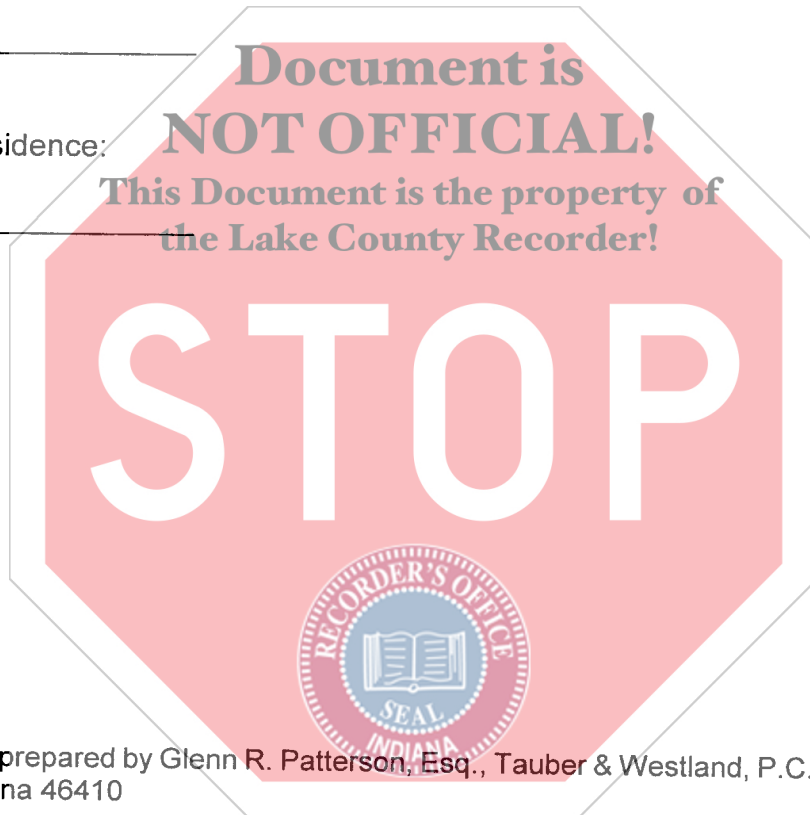 Document is
NOT OFFICIAL!
sidence:
This Document is the property of
the Lake County Recorder!
STOP
RECORDER'S OFFICE
SEAL
INDIANA
prepared by Glenn R. Patterson, Esq., Tauber & Westland, P.C.
na 46410